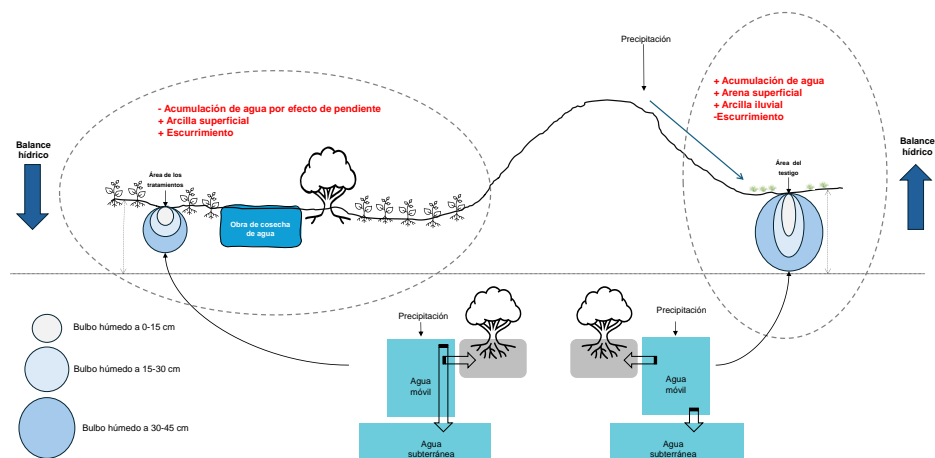 Precipitación
- Acumulación de agua por efecto de pendiente
+ Arcilla superficial
+ Escurrimiento
+ Acumulación de agua
+ Arena superficial
+ Arcilla iluvial
-Escurrimiento
Balance
hídrico
Balance
hídrico
Área de los
tratamientos
Área del
testigo
Obra de cosecha
de agua
Bulbo húmedo a 0-15 cm
Bulbo húmedo a 15-30 cm
Bulbo húmedo a 30-45 cm
Precipitación
Agua
móvil
Agua
subterránea
Precipitación
Agua
móvil
Agua
subterránea